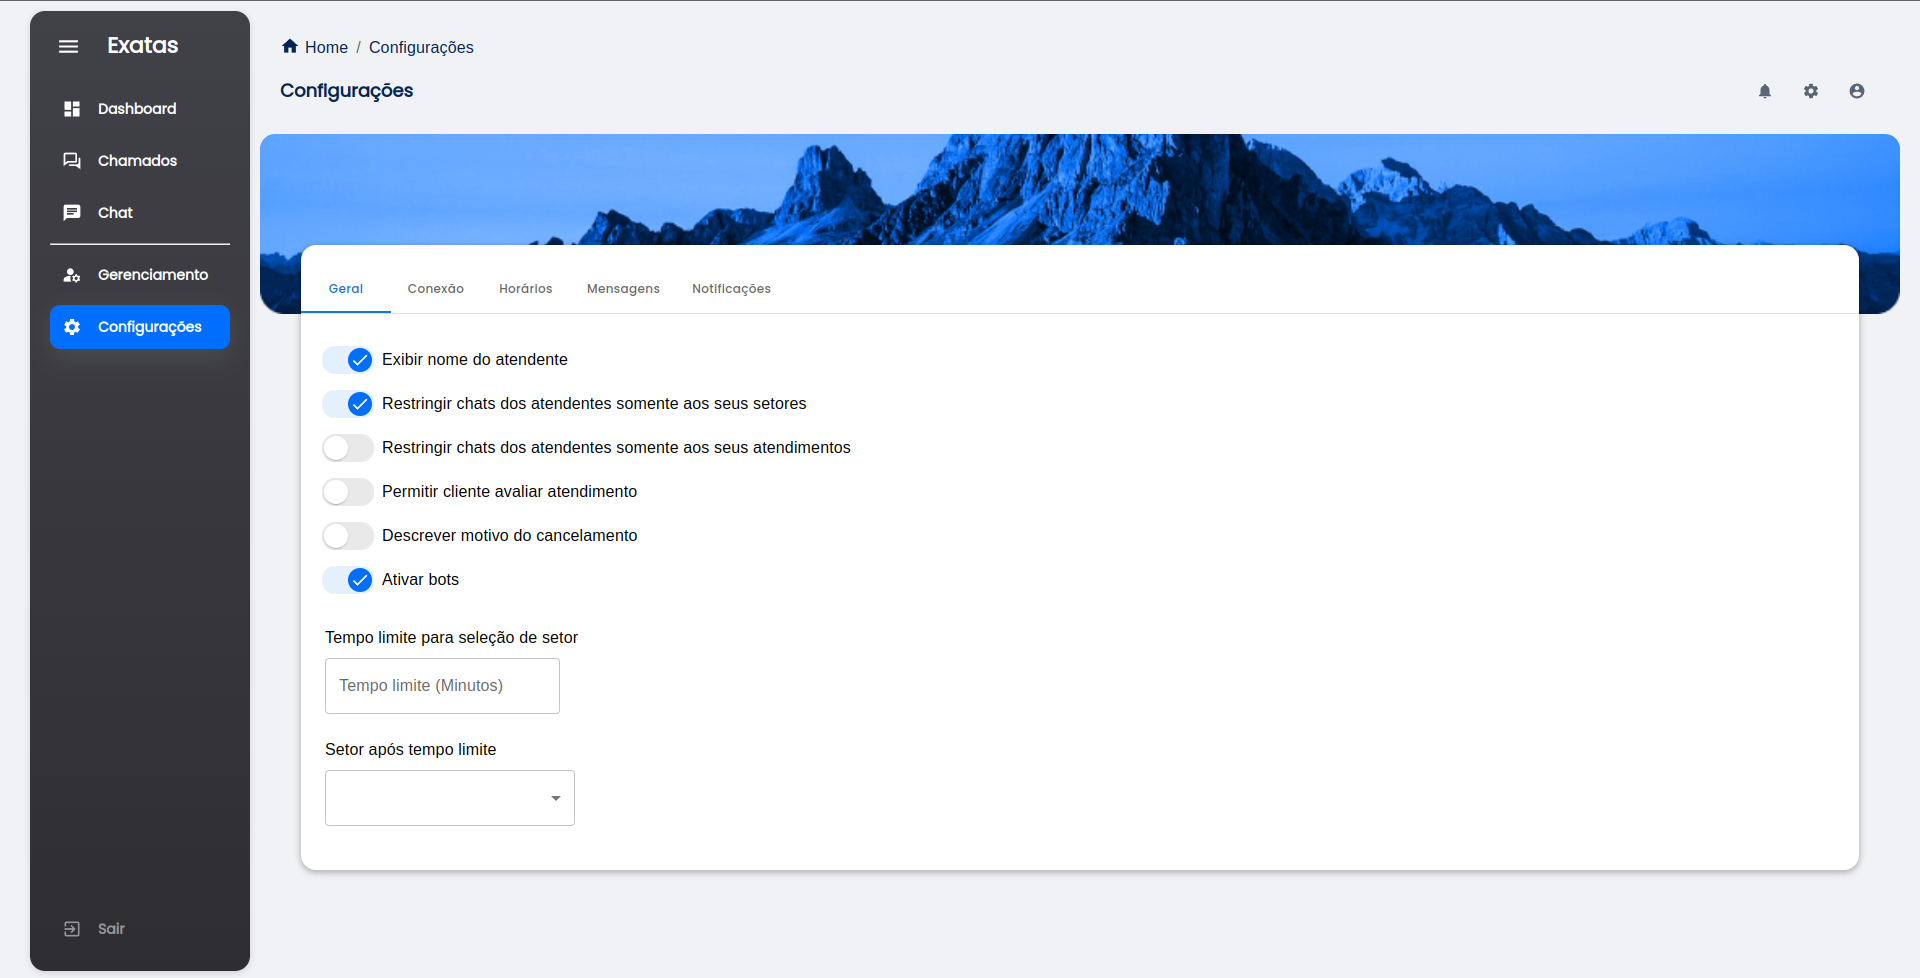 Exatas
Dashboard
Chamados
Chat
Gerenciamento
Configurações
Sair
Home / Configurações
Configurações
Geral Conexão Horários Mensagens Notificações
Exibir nome do atendente
Restringir chats dos atendentes somente aos seus setores
Restringir chats dos atendentes somente aos seus atendimentos
Permitir cliente avaliar atendimento
Descrever motivo do cancelamento
Ativar bots
Tempo limite para seleção de setor
Tempo limite (Minutos)
Setor após tempo limite